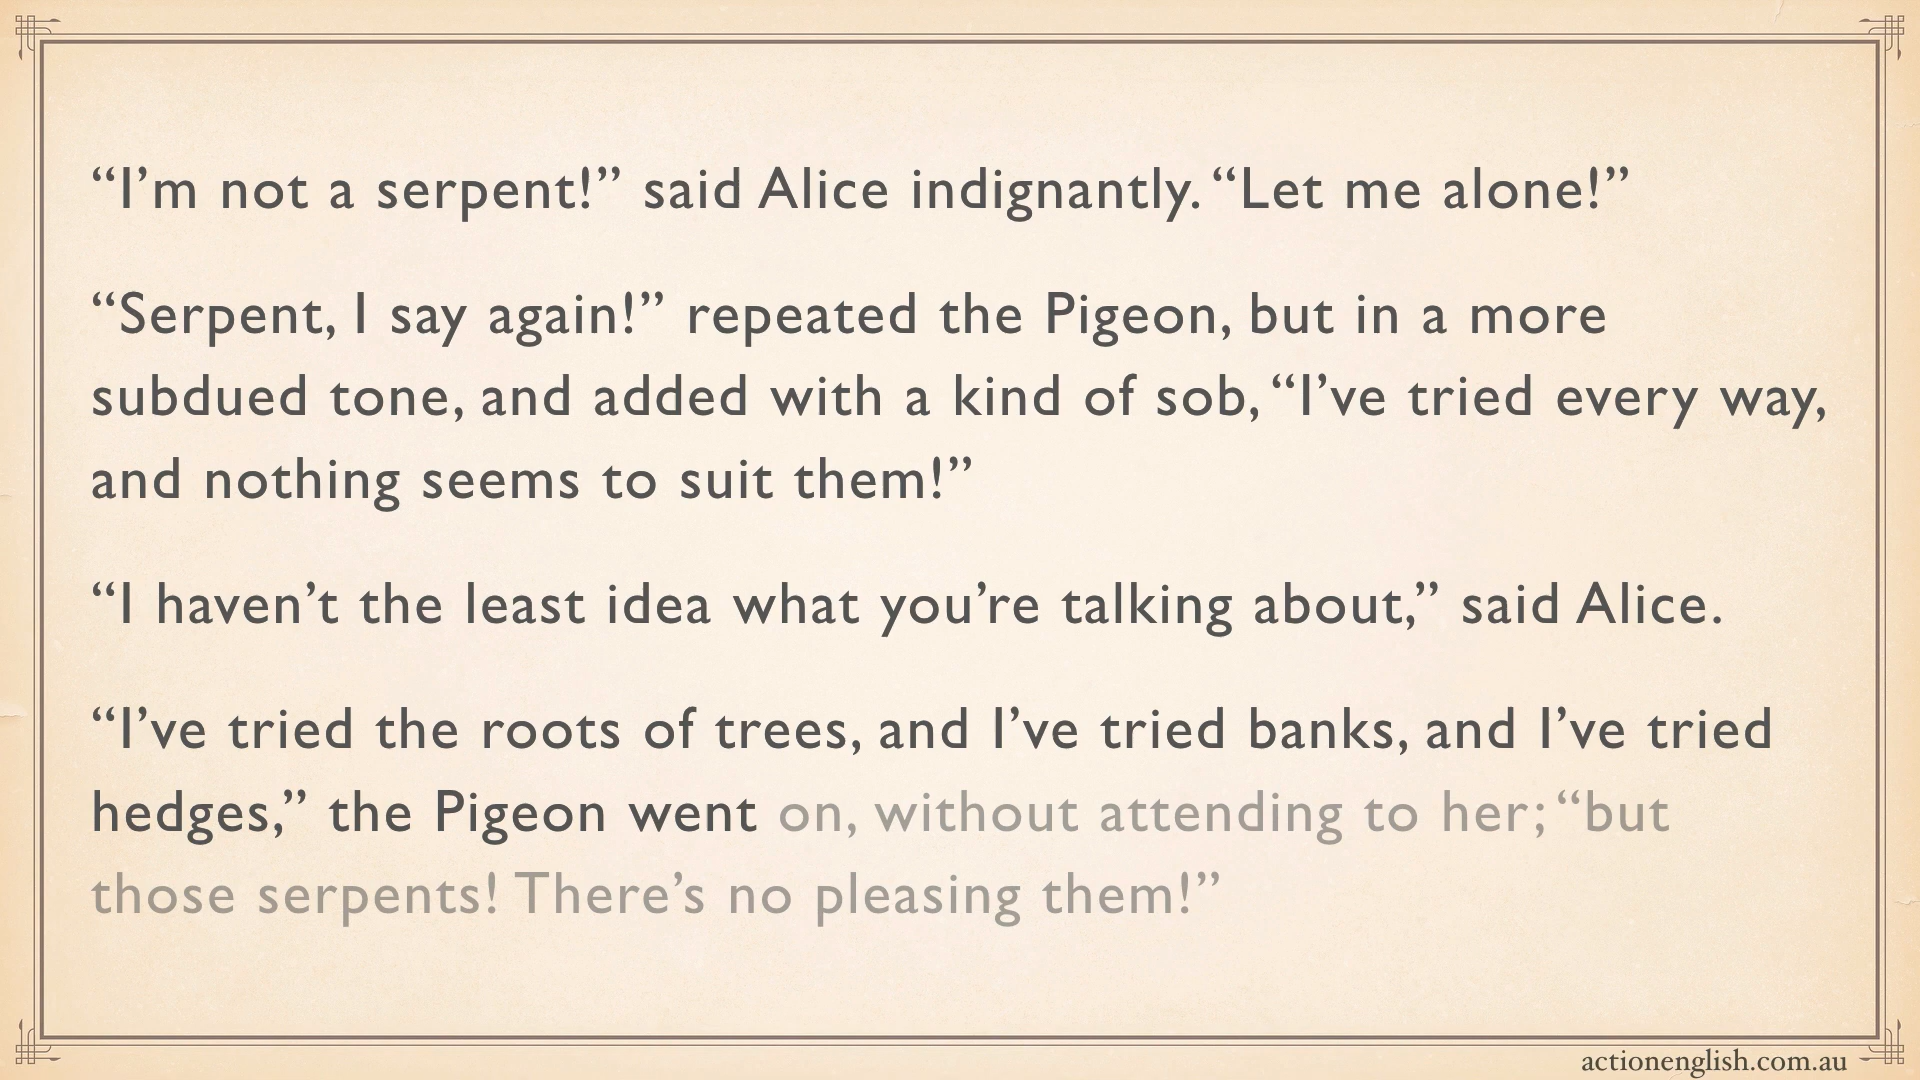 “I’m not a serpent!” said Alice indignantly. “Let me alone!”
“Serpent, I say again!” repeated the Pigeon, but in a more
subdued tone, and added with a kind of sob, “I’ve tried every way,
and nothing seems to suit them!”
“I haven’t the least idea what you’re talking about,” said Alice.
“I’ve tried the roots of trees, and I’ve tried banks, and I’ve tried
hedges,” the Pigeon went on, without attending to her; “but
those serpents! There’s no pleasing them!”
actionenglish.com.au